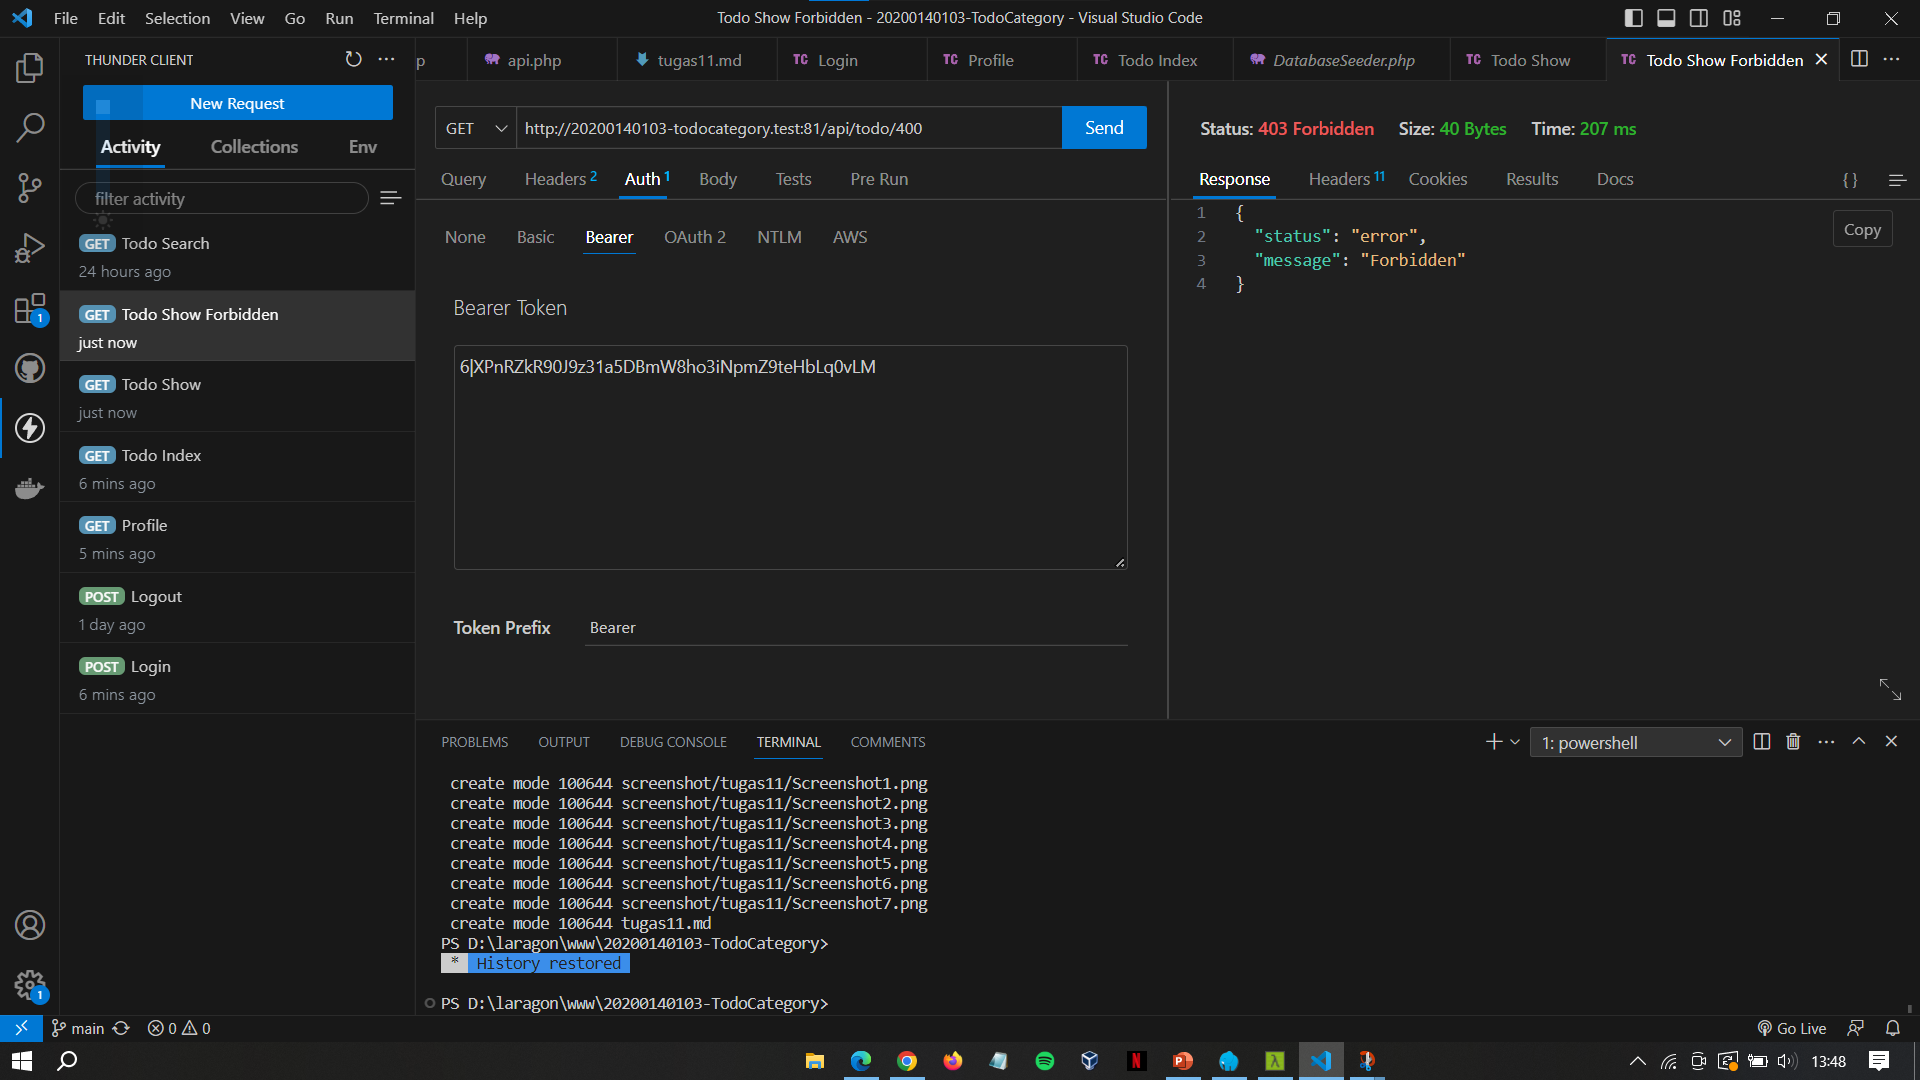 File Edit Selection View Go Run Terminal Help
Todo Show Forbidden - 20200140103-TodoCategory - Visual Studio Code
THUNDER CLIENT
New Request
Activity Collections Env
filter activity
GET Todo Search
24 hours ago
GET Todo Show Forbidden
just now
GET Todo Show
just now
GET Todo Index
6 mins ago
GET Profile
5 mins ago
POST Logout
1 day ago
POST Login
6 mins ago
1
1
p
api.php
tugas11.md
TC Login
TC Profile
TC Todo Index
DatabaseSeeder.php
TC Todo Show
TC Todo Show Forbidden
GET
http://20200140103-todocategory.test:81/api/todo/400
Send
Query Headers 2 Auth 1 Body Tests Pre Run
None Basic Bearer OAuth 2 NTLM AWS
Bearer Token
6|XPnRZkR90J9z31a5DBmW8ho3iNpmZ9teHbLq0vLM
Token Prefix Bearer
Status: 403 Forbidden Size: 40 Bytes Time: 207 ms
Response Headers 11 Cookies Results Docs { }
1 {
2 "status": "error",
3 "message": "Forbidden"
4 }
Copy
PROBLEMS OUTPUT DEBUG CONSOLE TERMINAL COMMENTS
1: powershell
create mode 100644 screenshot/tugas11/Screenshot1.png
create mode 100644 screenshot/tugas11/Screenshot2.png
create mode 100644 screenshot/tugas11/Screenshot3.png
create mode 100644 screenshot/tugas11/Screenshot4.png
create mode 100644 screenshot/tugas11/Screenshot5.png
create mode 100644 screenshot/tugas11/Screenshot6.png
create mode 100644 screenshot/tugas11/Screenshot7.png
create mode 100644 tugas11.md
PS D:\laragon\www\20200140103-TodoCategory>
* History restored
PS D:\laragon\www\20200140103-TodoCategory>
main 0 0
Go Live
13:48